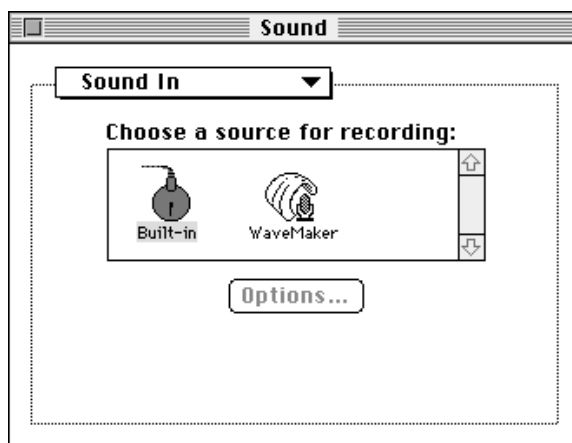 Sound
Sound In
Choose a source for recording:
Built-in WaveMaker
Options...